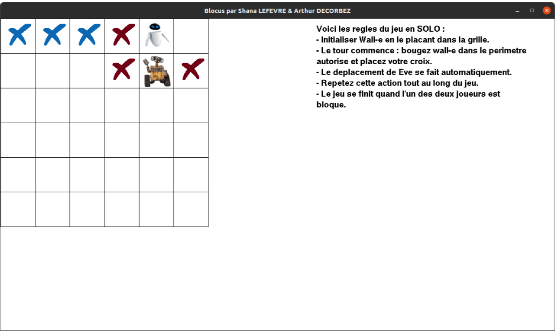 Blocus par Shana LEFEVRE & Arthur DECORBEZ
Voici les regles du jeu en SOLO :
- Initialiser Wall-e en le placant dans la grille.
- Le tour commence : bougez wall-e dans le perimetre
autorise et placez votre croix.
- Le deplacement de Eve se fait automatiquement.
- Repetez cette action tout au long du jeu.
- Le jeu se finit quand l'un des deux joueurs est
bloque.